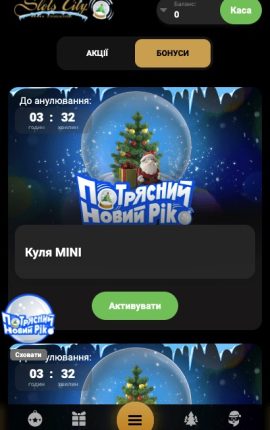 Slots City
Баланс:
0
Каса
АКЦІЇ
БОНУСИ
До анулювання:
03 : 32
годин хвилин
ПОТРЯСНИЙ
НОВИЙ РІК
Куля MINI
Активувати
ПОТРЯСНИЙ
НОВИЙ РІК
Сховати
До анулювання:
03 : 32
годин хвилин